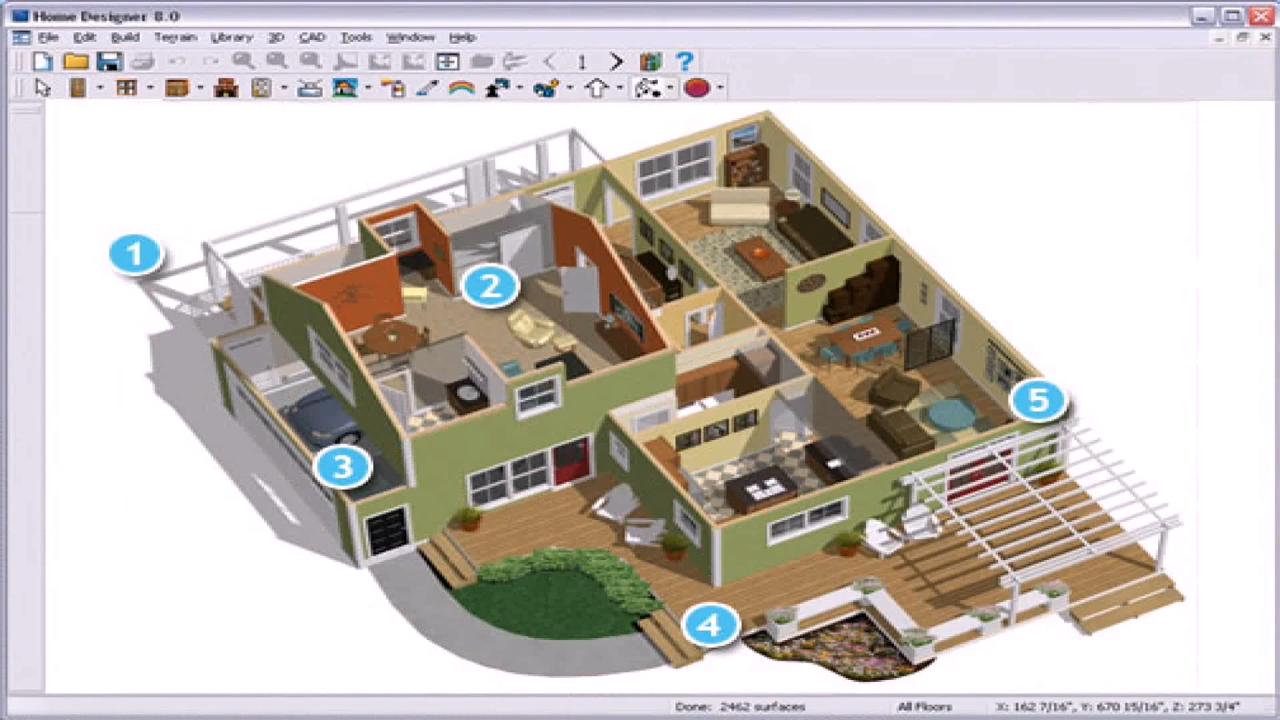 Home Designer 8.0
File Edit Build Terrain Library 3D CAD Tools Window Help
1 ?
1
2
3
4
5
Done: 2462 surfaces All Floors X: 162 7/16", Y: 670 15/16", Z: 273 3/4"